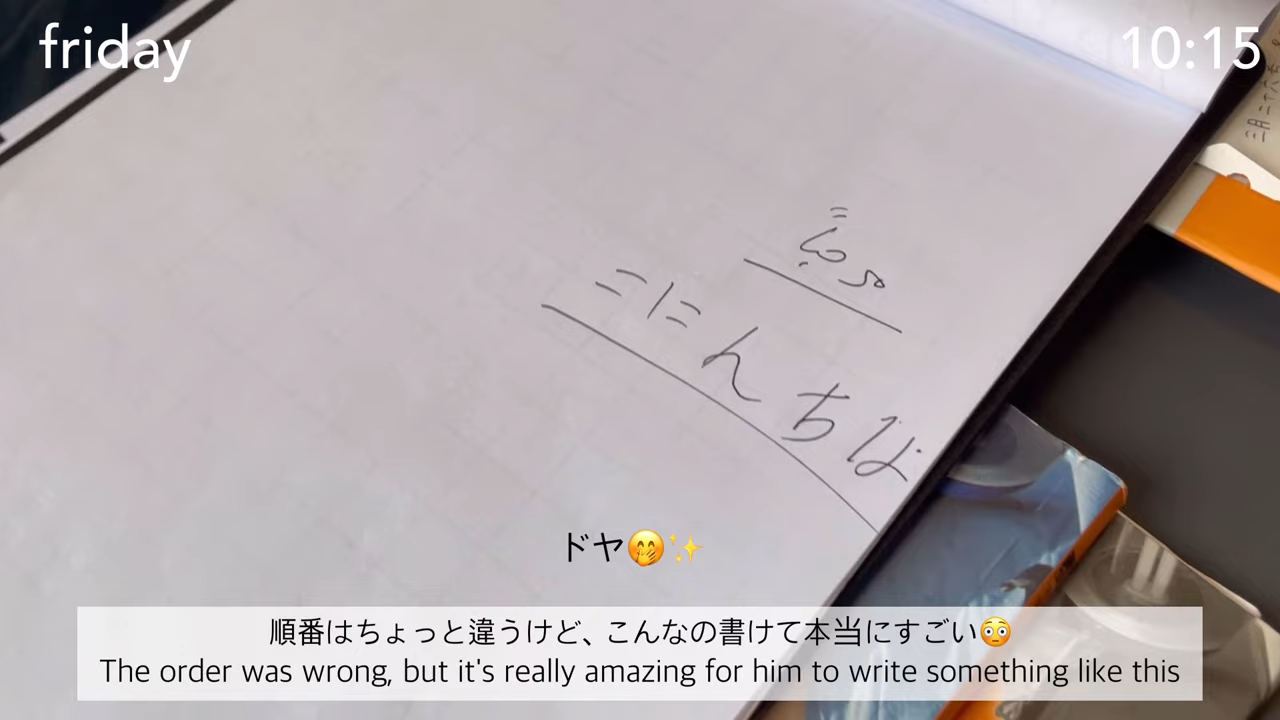 friday
10:15
こにんちは
ドヤ🤭✨
順番はちょっと違うけど、こんなの書けて本当にすごい😳
The order was wrong, but it's really amazing for him to write something like this